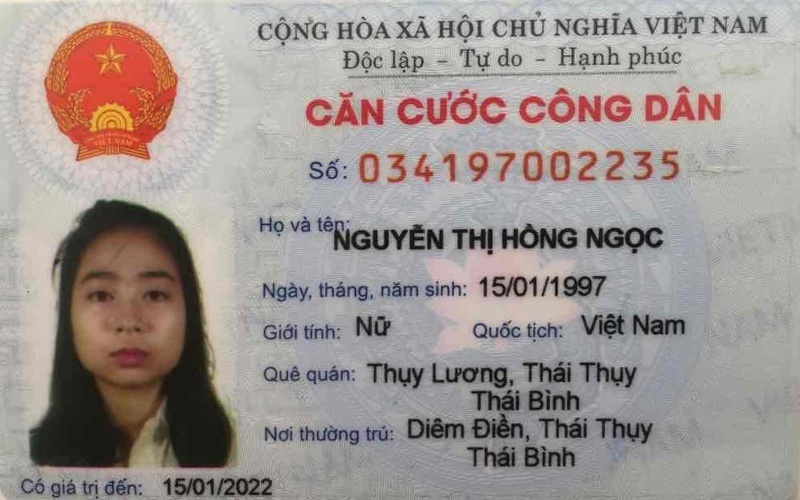 CỘNG HÒA XÃ HỘI CHỦ NGHĨA VIỆT NAM
Độc lập - Tự do - Hạnh phúc
CĂN CƯỚC CÔNG DÂN
Số: 034197002235
Họ và tên: NGUYỄN THỊ HỒNG NGỌC
Ngày, tháng, năm sinh: 15/01/1997
Giới tính: Nữ Quốc tịch: Việt Nam
Quê quán: Thụy Lương, Thái Thụy
Thái Bình
Nơi thường trú: Diêm Điền, Thái Thụy
Thái Bình
Có giá trị đến: 15/01/2022